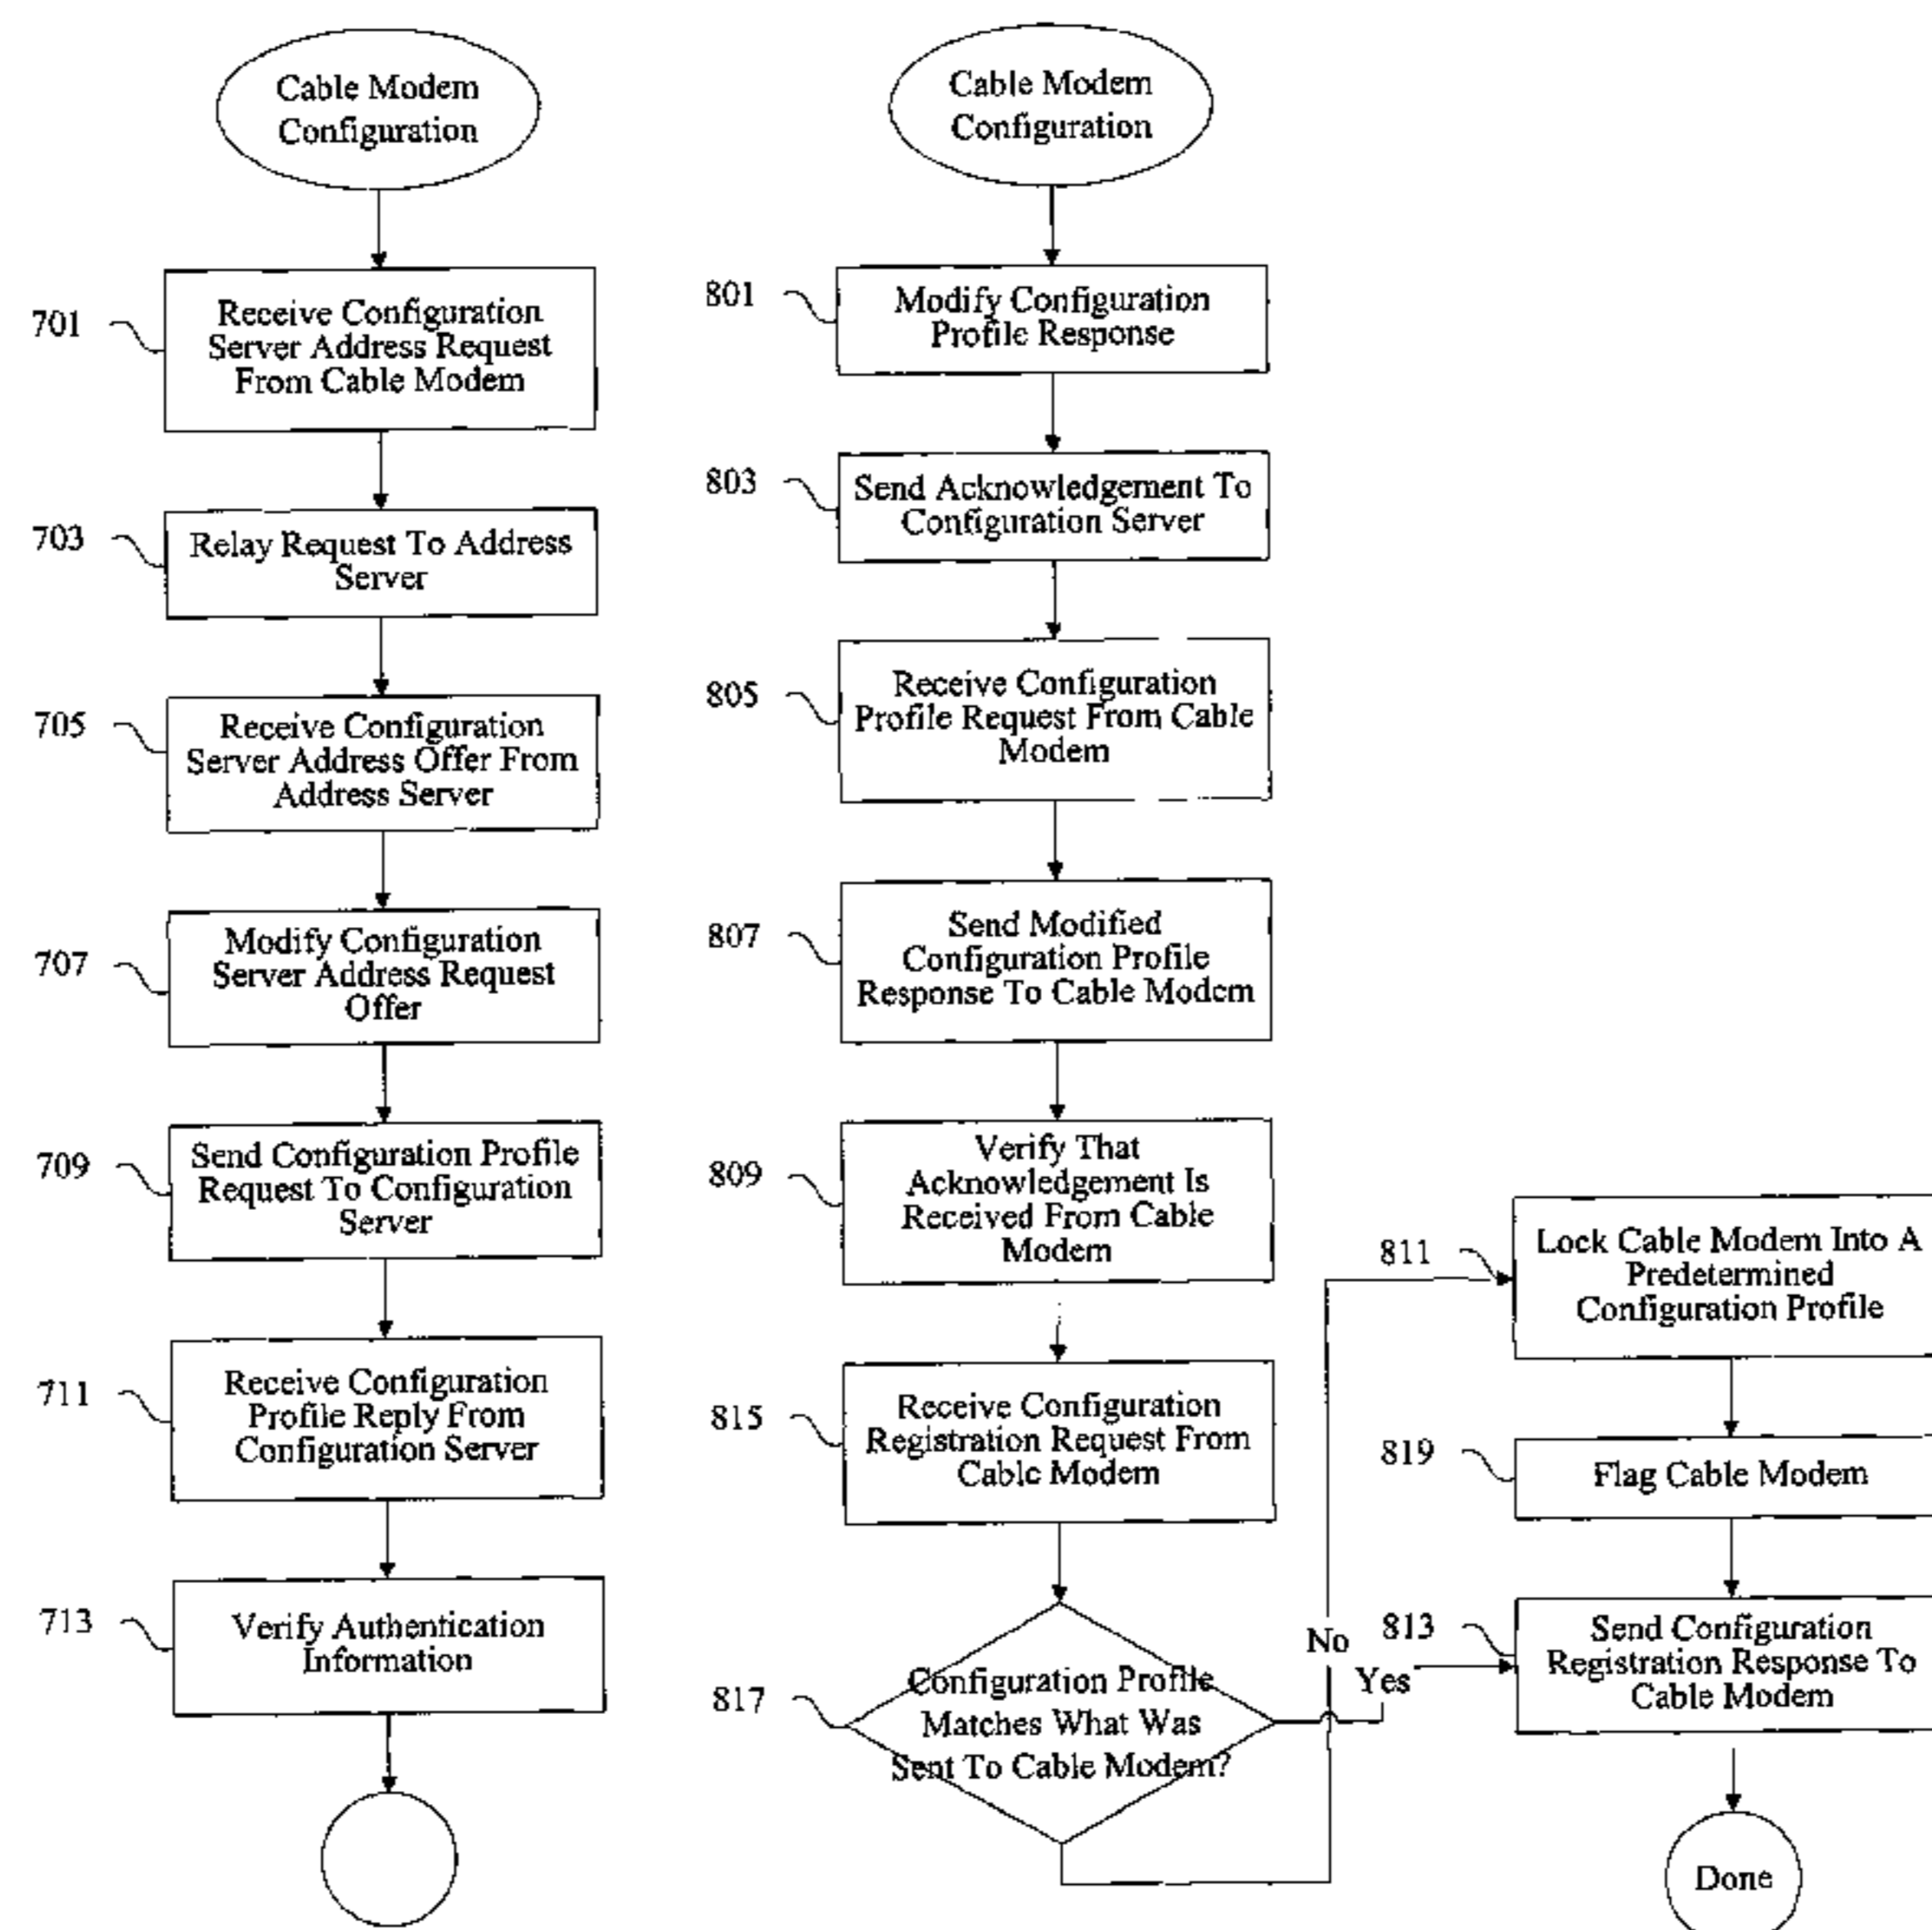 Cable Modem
Configuration
701
Receive Configuration
Server Address Request
From Cable Modem
703
Relay Request To Address
Server
705
Receive Configuration
Server Address Offer From
Address Server
707
Modify Configuration
Server Address Request
Offer
709
Send Configuration Profile
Request To Configuration
Server
711
Receive Configuration
Profile Reply From
Configuration Server
713
Verify Authentication
Information
Cable Modem
Configuration
801
Modify Configuration
Profile Response
803
Send Acknowledgement To
Configuration Server
805
Receive Configuration
Profile Request From Cable
Modem
807
Send Modified
Configuration Profile
Response To Cable Modem
809
Verify That
Acknowledgement Is
Received From Cable
Modem
815
Receive Configuration
Registration Request From
Cable Modem
817
Configuration Profile
Matches What Was
Sent To Cable Modem?
No
Yes
811
Lock Cable Modem Into A
Predetermined
Configuration Profile
819
Flag Cable Modem
813
Send Configuration
Registration Response To
Cable Modem
Done